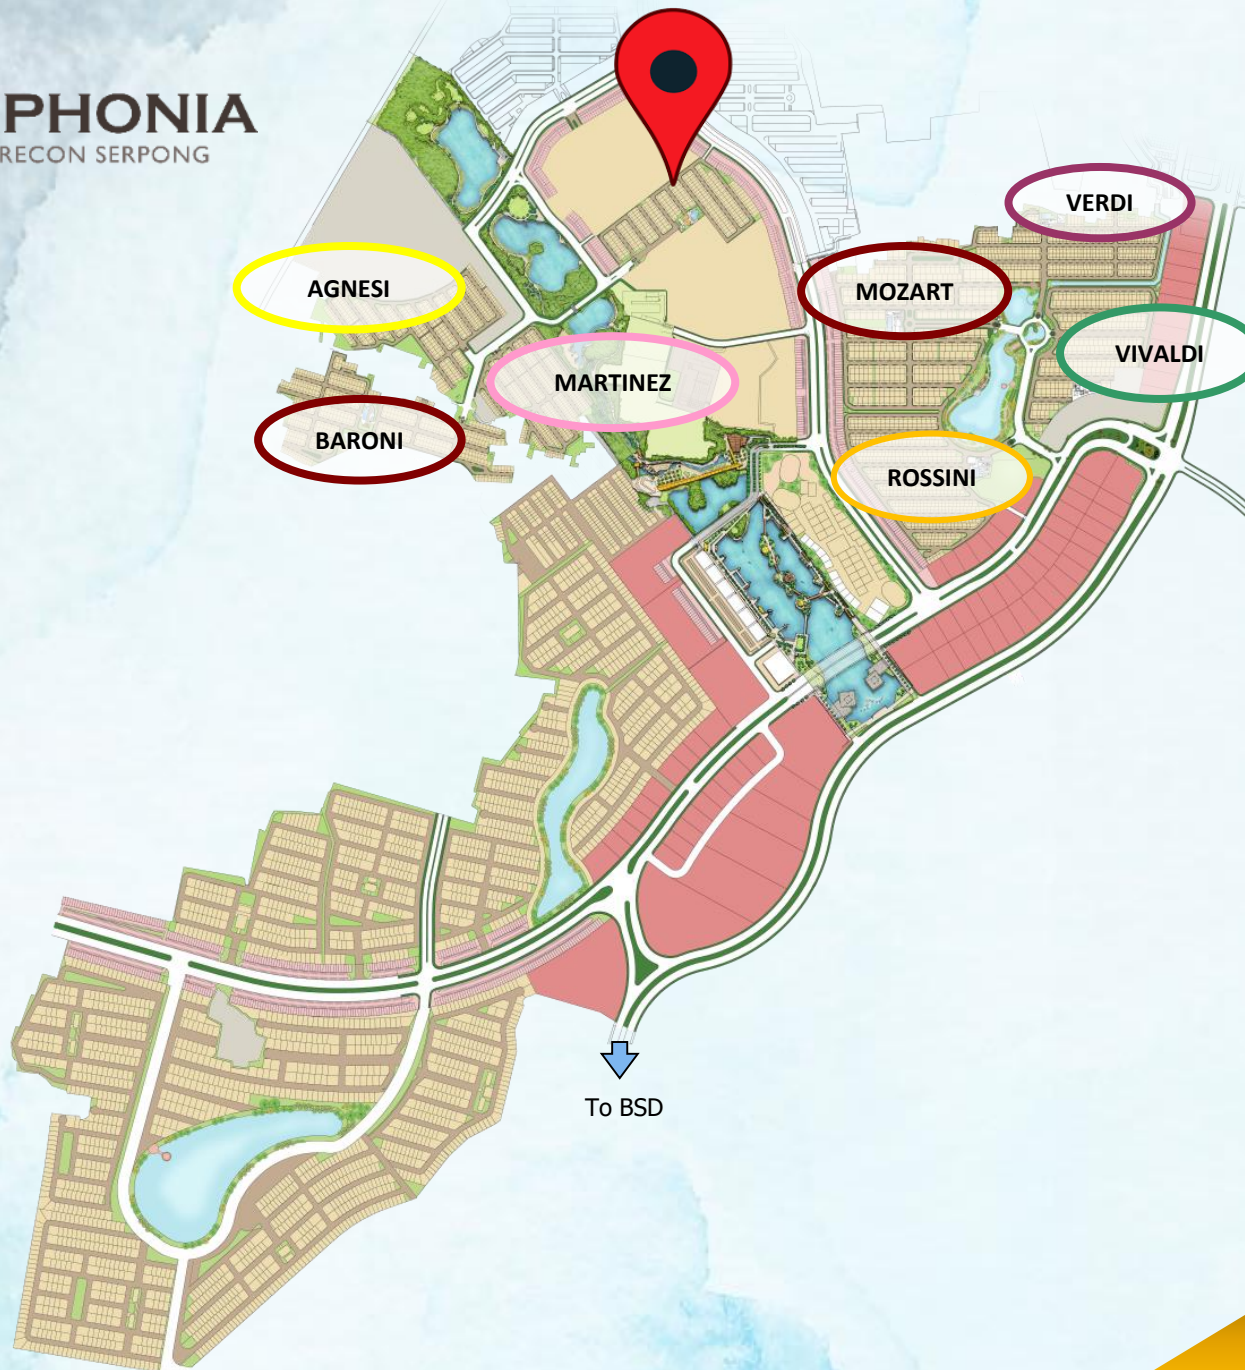 PHONIA
RECON SERPONG
VERDI
AGNESI
MOZART
VIVALDI
MARTINEZ
BARONI
ROSSINI
To BSD